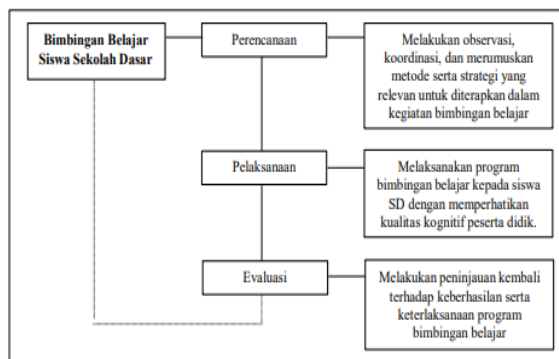 Bimbingan Belajar
Siswa Sekolah Dasar
Perencanaan
Melakukan observasi,
koordinasi, dan merumuskan
metode serta strategi yang
relevan untuk diterapkan dalam
kegiatan bimbingan belajar
Pelaksanaan
Melaksanakan program
bimbingan belajar kepada siswa
SD dengan memperhatikan
kualitas kognitif peserta didik.
Evaluasi
Melakukan peninjauan kembali
terhadap keberhasilan serta
keterlaksanaan program
bimbingan belajar